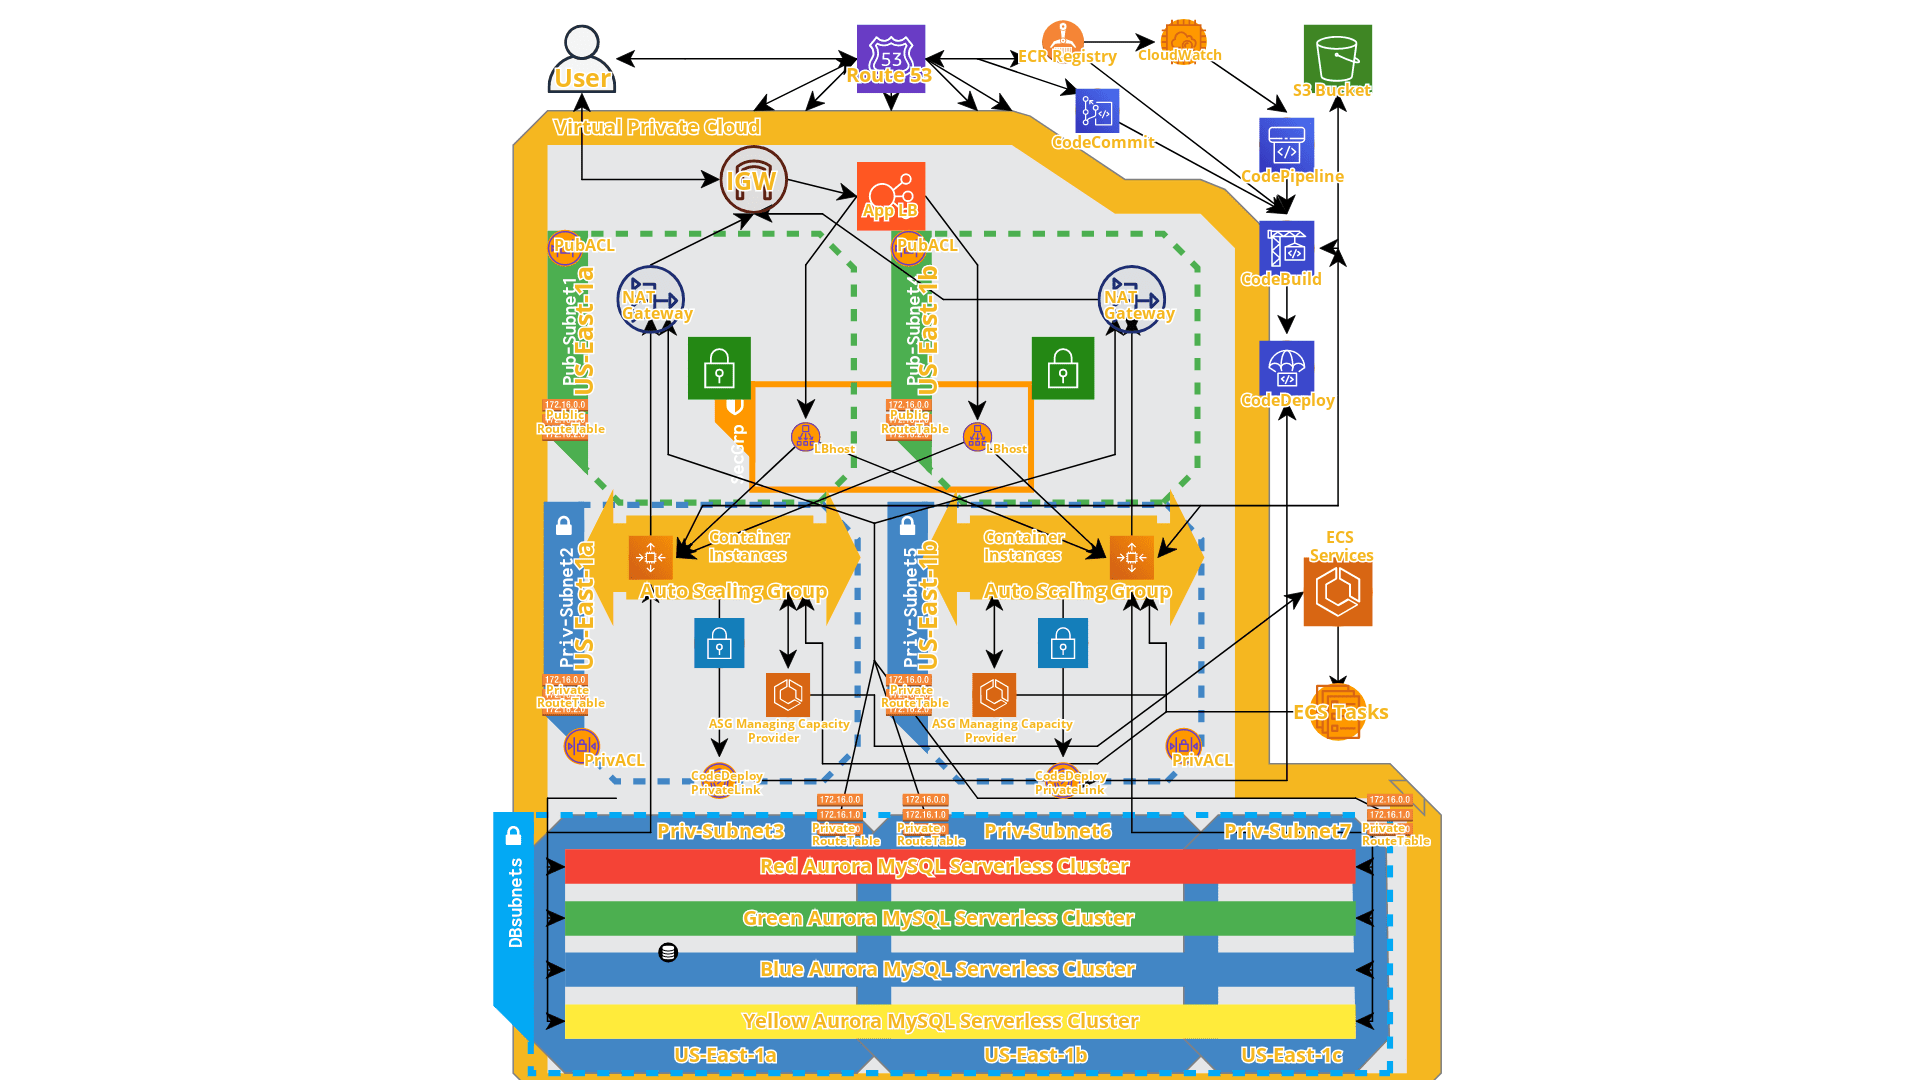 User
53
Route 53
ECR Registry
CloudWatch
S3 Bucket
CodeCommit
CodePipeline
CodeBuild
CodeDeploy
Virtual Private Cloud
IGW
App LB
PubACL
PubACL
Pub-Subnet1
US-East-1a
NAT
Gateway
US-East-1b
NAT
Gateway
172.16.0.0
Public
RouteTable
172.16.0.0
Public
RouteTable
SecGrp
LBhost
LBhost
Priv-Subnet2
US-East-1a
Container
Instances
Auto Scaling Group
Priv-Subnet5
US-East-1b
Container
Instances
Auto Scaling Group
ECS
Services
ECS Tasks
172.16.0.0
Private
RouteTable
172.16.0.0
Private
RouteTable
ASG Managing Capacity
Provider
ASG Managing Capacity
Provider
PrivACL
PrivACL
CodeDeploy
PrivateLink
CodeDeploy
PrivateLink
172.16.0.0
172.16.1.0
Private
RouteTable
172.16.0.0
172.16.1.0
Private
RouteTable
172.16.0.0
172.16.1.0
Private
RouteTable
Priv-Subnet3
Priv-Subnet6
Priv-Subnet7
DBsubnets
Red Aurora MySQL Serverless Cluster
Green Aurora MySQL Serverless Cluster
Blue Aurora MySQL Serverless Cluster
Yellow Aurora MySQL Serverless Cluster
US-East-1a
US-East-1b
US-East-1c